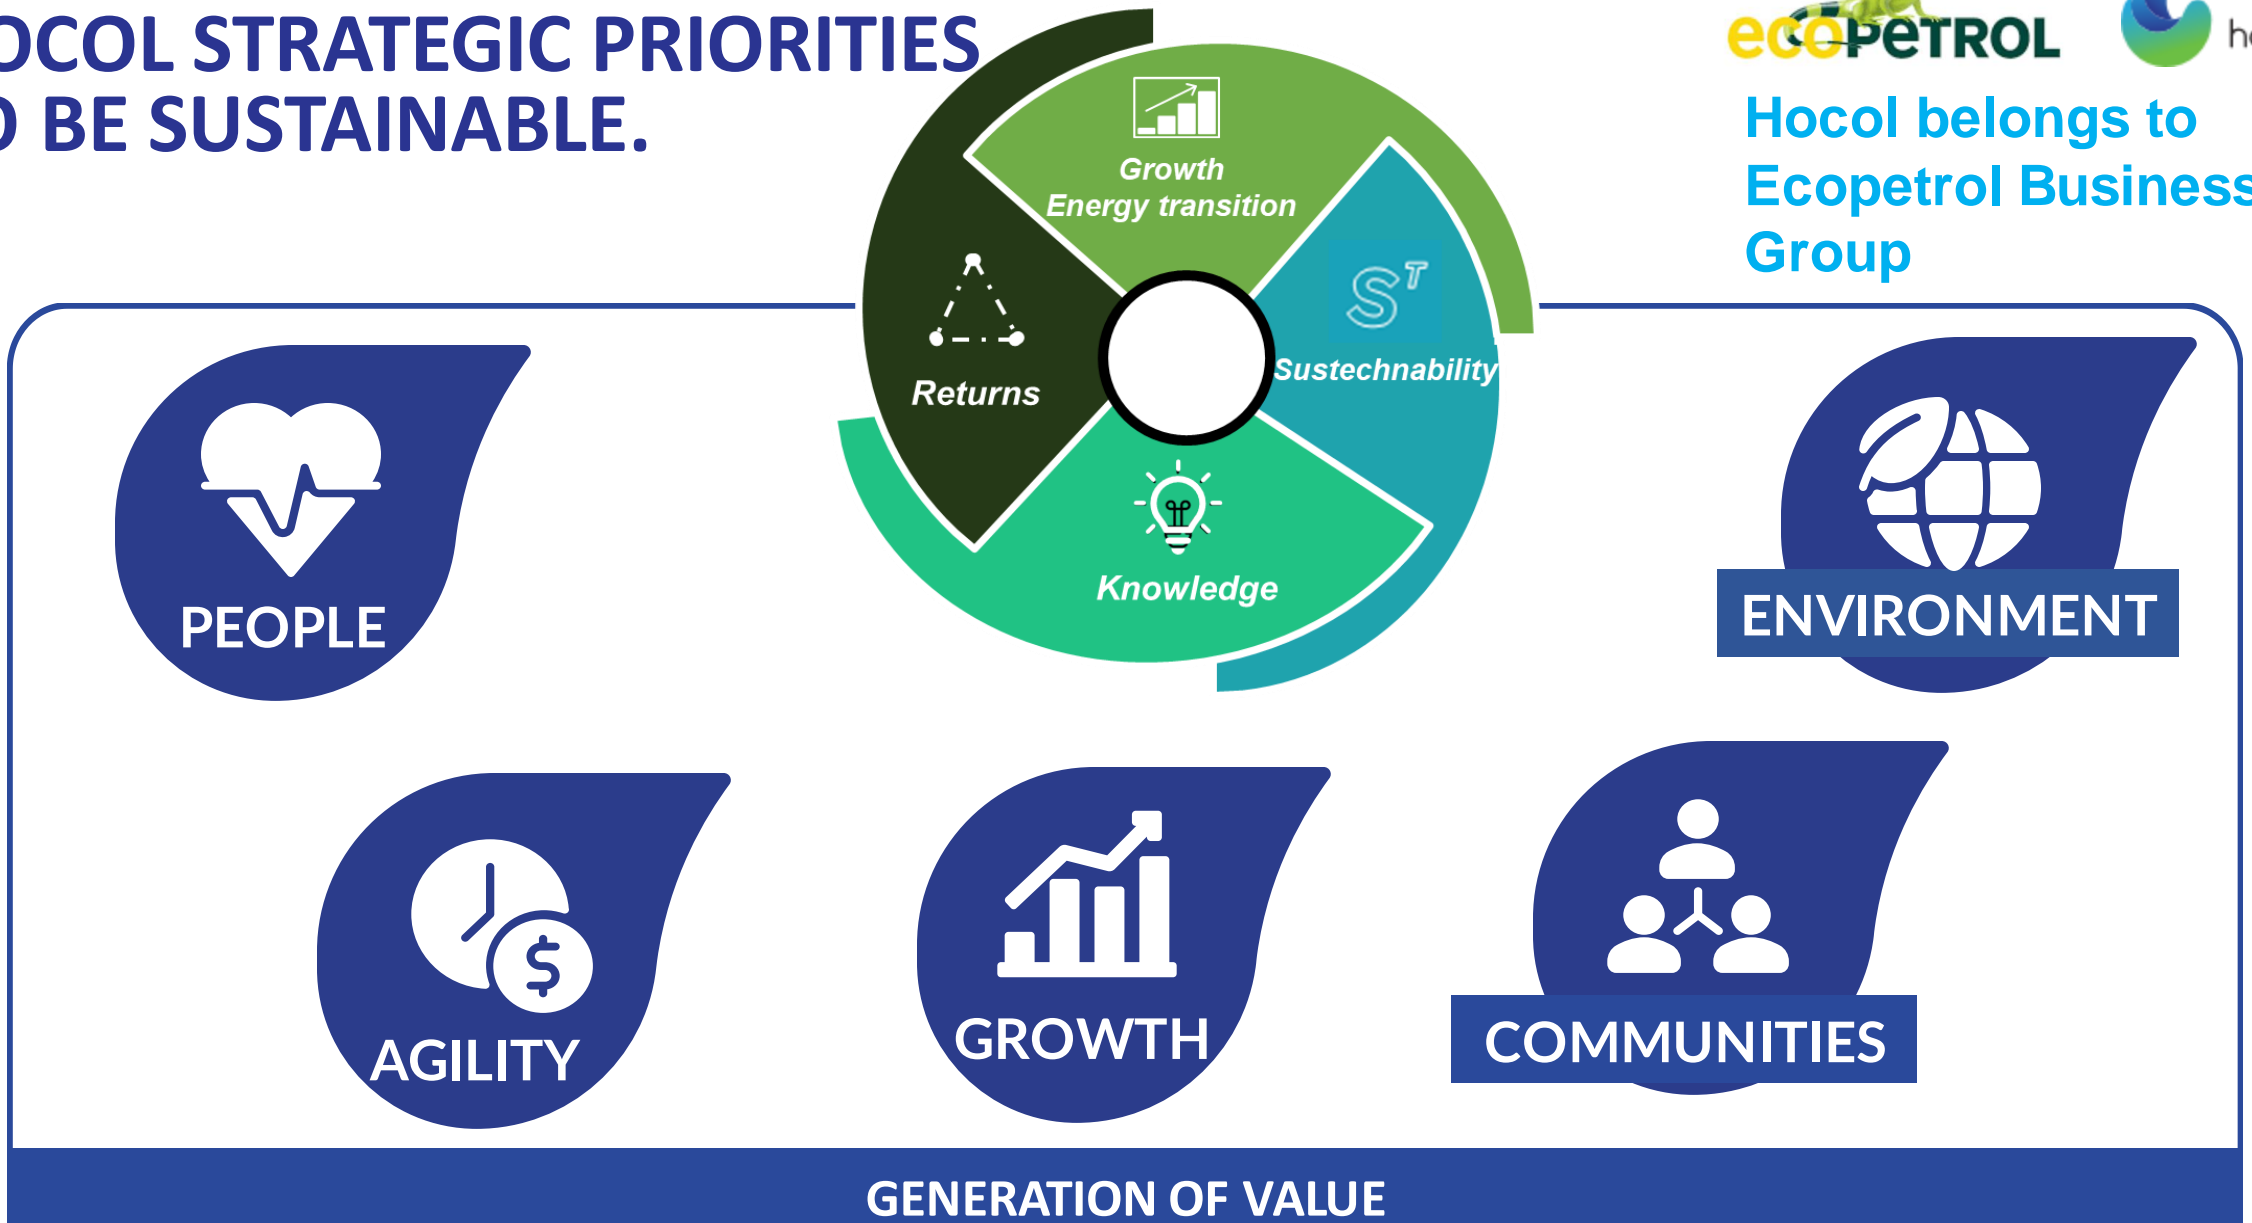 OCOL STRATEGIC PRIORITIES
O BE SUSTAINABLE.
ecopetrol
Hocol belongs to
Ecopetrol Business
Group
Growth
Energy transition
S^T
Sustechnability
Returns
Knowledge
PEOPLE
ENVIRONMENT
$
AGILITY
GROWTH
COMMUNITIES
GENERATION OF VALUE